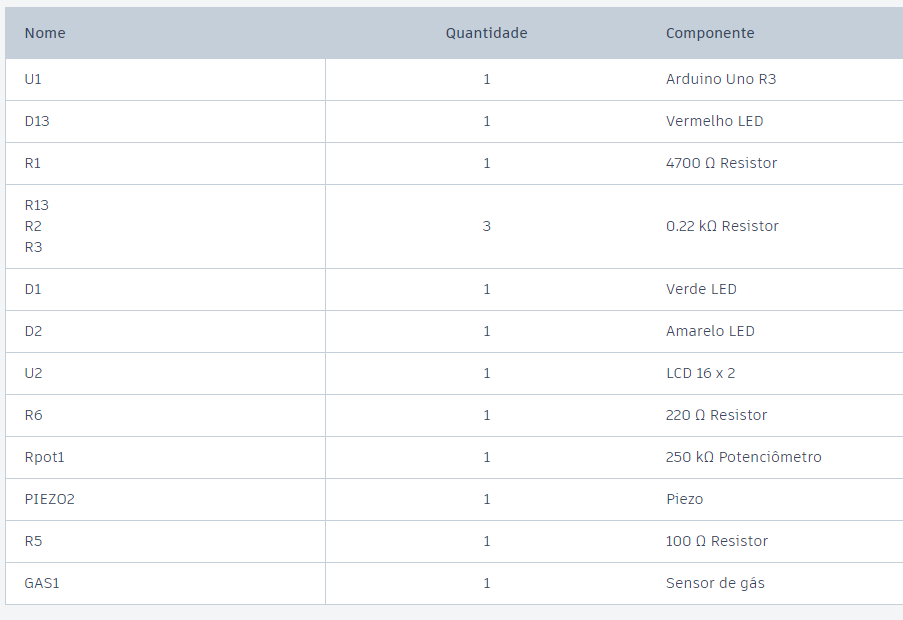 Nome Quantidade Componente
U1 1 Arduino Uno R3
D13 1 Vermelho LED
R1 1 4700 Ω Resistor
R13
R2 3 0.22 kΩ Resistor
R3
D1 1 Verde LED
D2 1 Amarelo LED
U2 1 LCD 16 x 2
R6 1 220 Ω Resistor
Rpot1 1 250 kΩ Potenciômetro
PIEZO2 1 Piezo
R5 1 100 Ω Resistor
GAS1 1 Sensor de gás